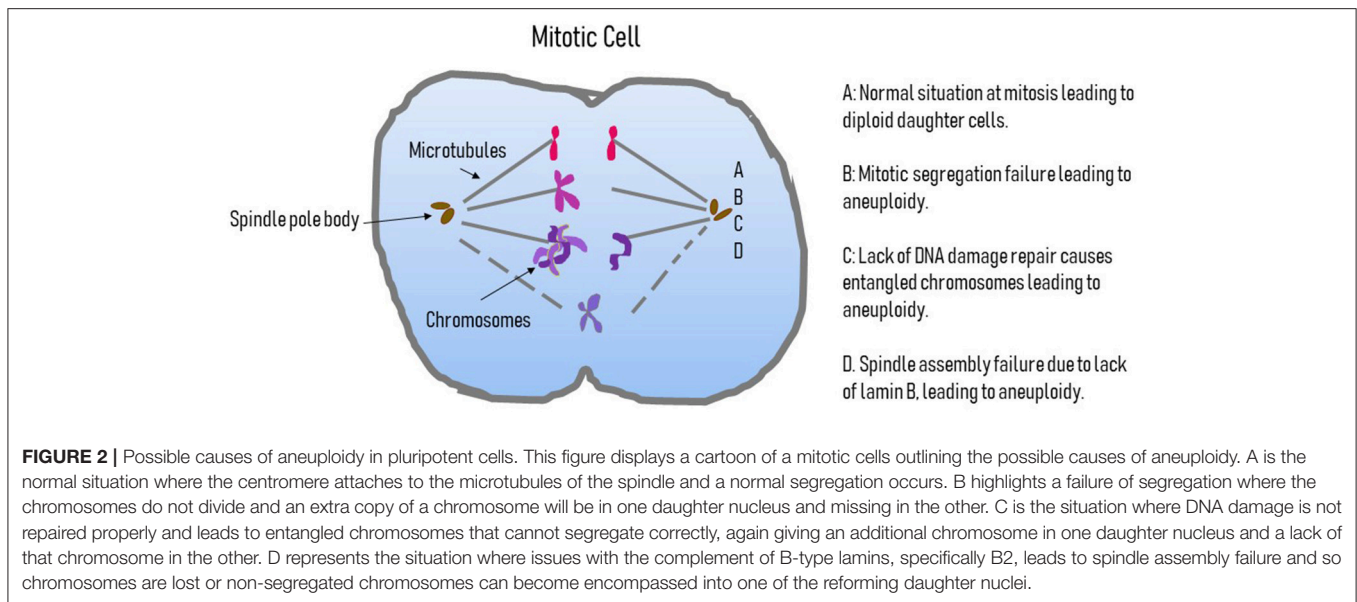 Mitotic Cell
Microtubules
Spindle pole body
Chromosomes
A
B
C
D
A: Normal situation at mitosis leading to
diploid daughter cells.
B: Mitotic segregation failure leading to
aneuploidy.
C: Lack of DNA damage repair causes
entangled chromosomes leading to
aneuploidy.
D. Spindle assembly failure due to lack
of lamin B, leading to aneuploidy.
FIGURE 2 | Possible causes of aneuploidy in pluripotent cells. This figure displays a cartoon of a mitotic cells outlining the possible causes of aneuploidy. A is the
normal situation where the centromere attaches to the microtubules of the spindle and a normal segregation occurs. B highlights a failure of segregation where the
chromosomes do not divide and an extra copy of a chromosome will be in one daughter nucleus and missing in the other. C is the situation where DNA damage is not
repaired properly and leads to entangled chromosomes that cannot segregate correctly, again giving an additional chromosome in one daughter nucleus and a lack of
that chromosome in the other. D represents the situation where issues with the complement of B-type lamins, specifically B2, leads to spindle assembly failure and so
chromosomes are lost or non-segregated chromosomes can become encompassed into one of the reforming daughter nuclei.